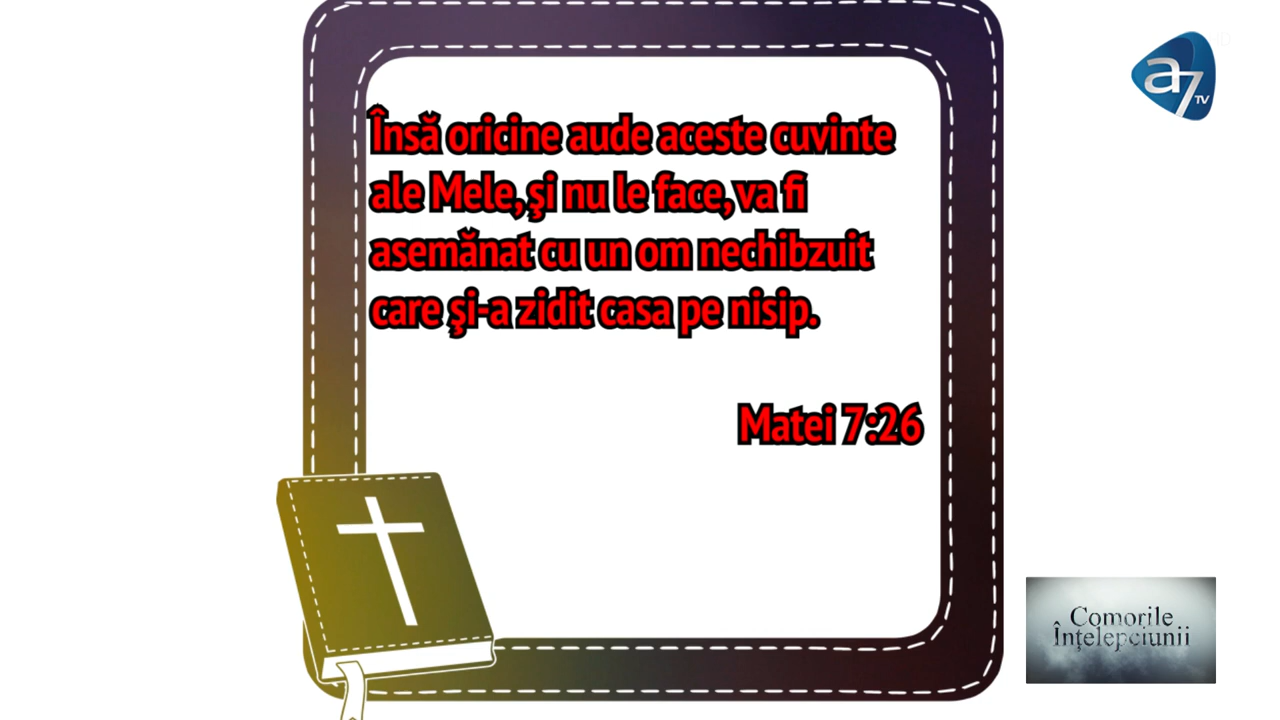 Însă oricine aude aceste cuvinte
ale Mele, şi nu le face, va fi
asemănat cu un om nechibzuit
care şi-a zidit casa pe nisip.
Matei 7:26
a7 TV
Comorile
Înţelepciunii